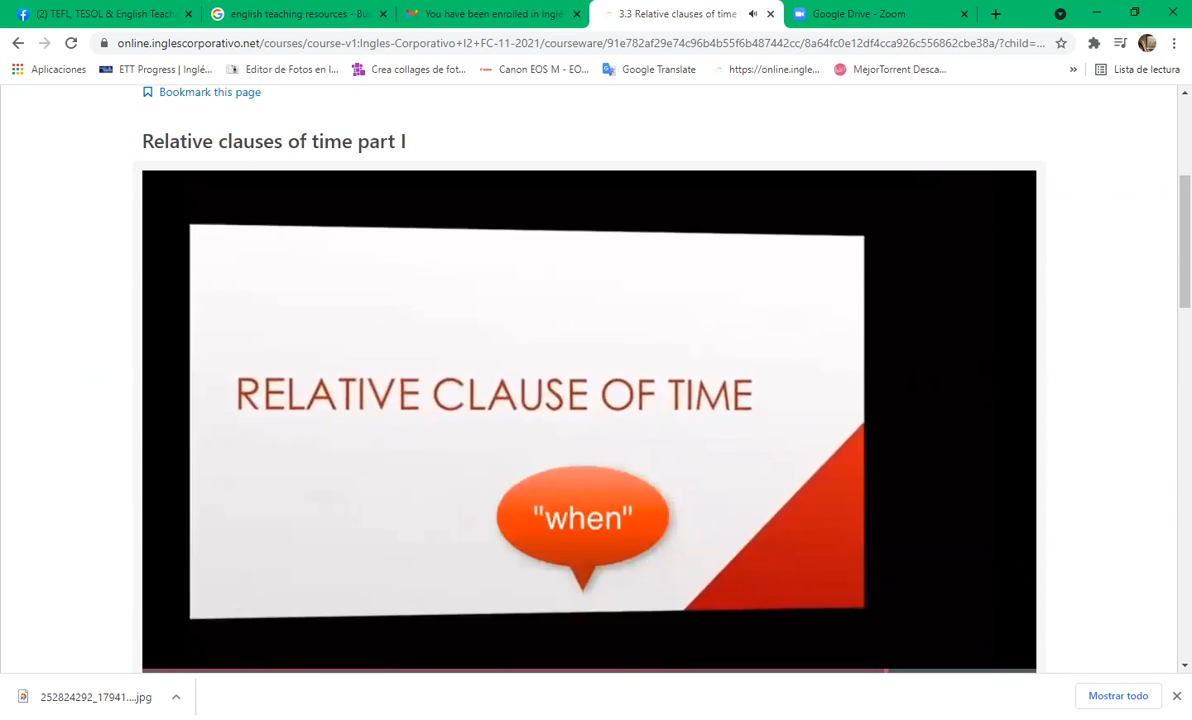 (2) TEFL, TESOL & English Teach
english teaching resources - Bu
You have been enrolled in Inglé
3.3 Relative clauses of time
Google Drive - Zoom
online.inglescorporativo.net/courses/course-v1:Ingles-Corporativo+I2+FC-11-2021/courseware/91e782af29e74c96b4b55f6b487442cc/8a64fc0e12df4cca926c556862cbe38a/?child=...
Aplicaciones
ETT Progress | Inglé...
Editor de Fotos en l...
Crea collages de fot...
Canon EOS M - EO...
Google Translate
https://online.ingle...
MejorTorrent Desca...
»
Lista de lectura
Bookmark this page
Relative clauses of time part I
RELATIVE CLAUSE OF TIME
"when"
252824292_17941....jpg
Mostrar todo